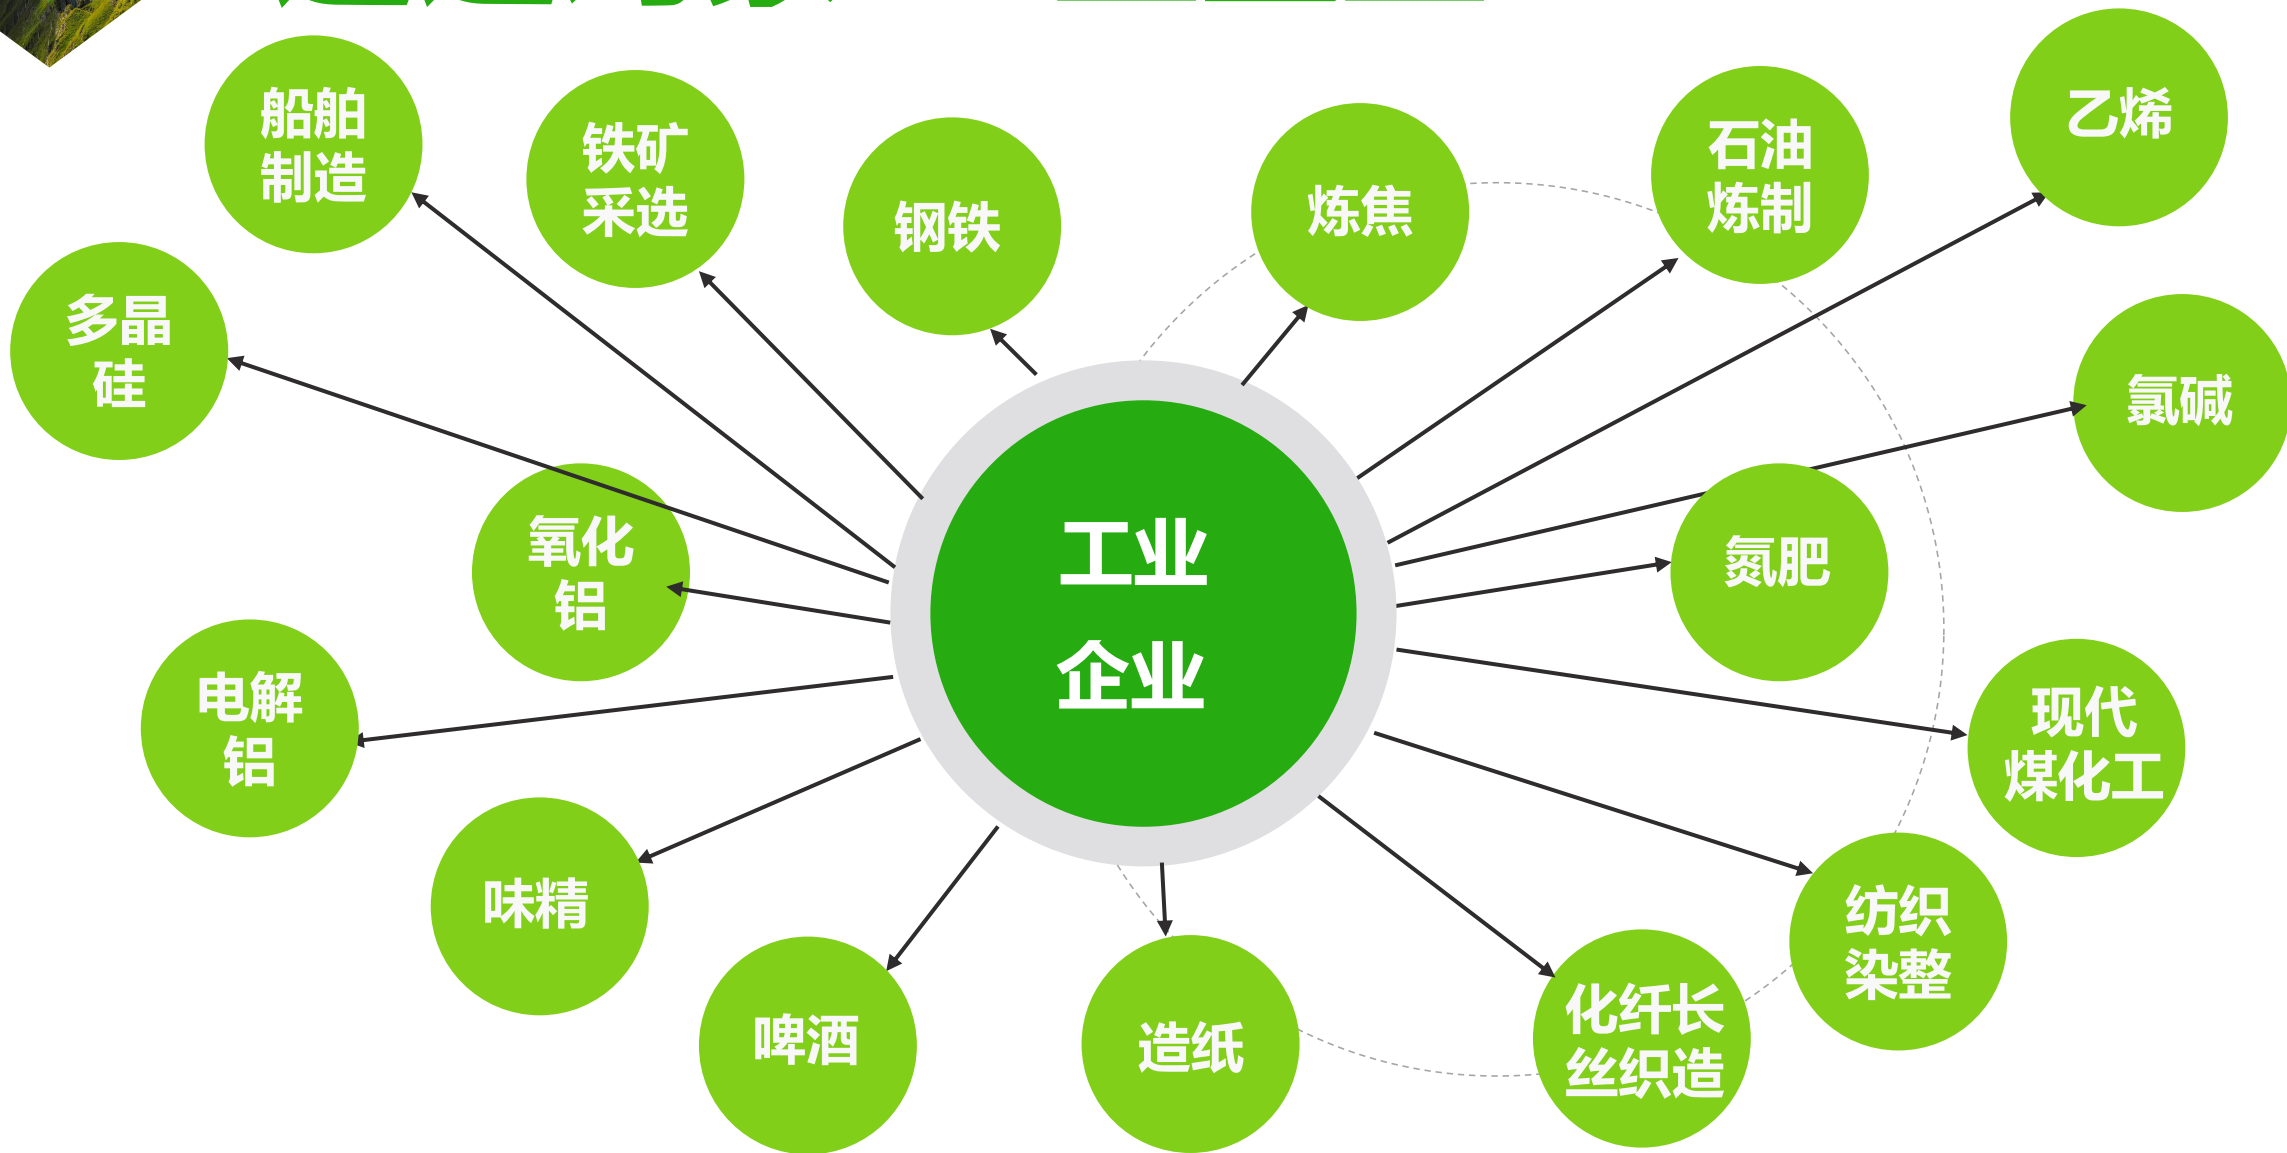 船舶
制造
铁矿
采选
钢铁
炼焦
石油
炼制
乙烯
多晶
硅
氯碱
氧化
铝
工业
企业
氮肥
电解
铝
现代
煤化工
味精
纺织
染整
啤酒
造纸
化纤长
丝织造